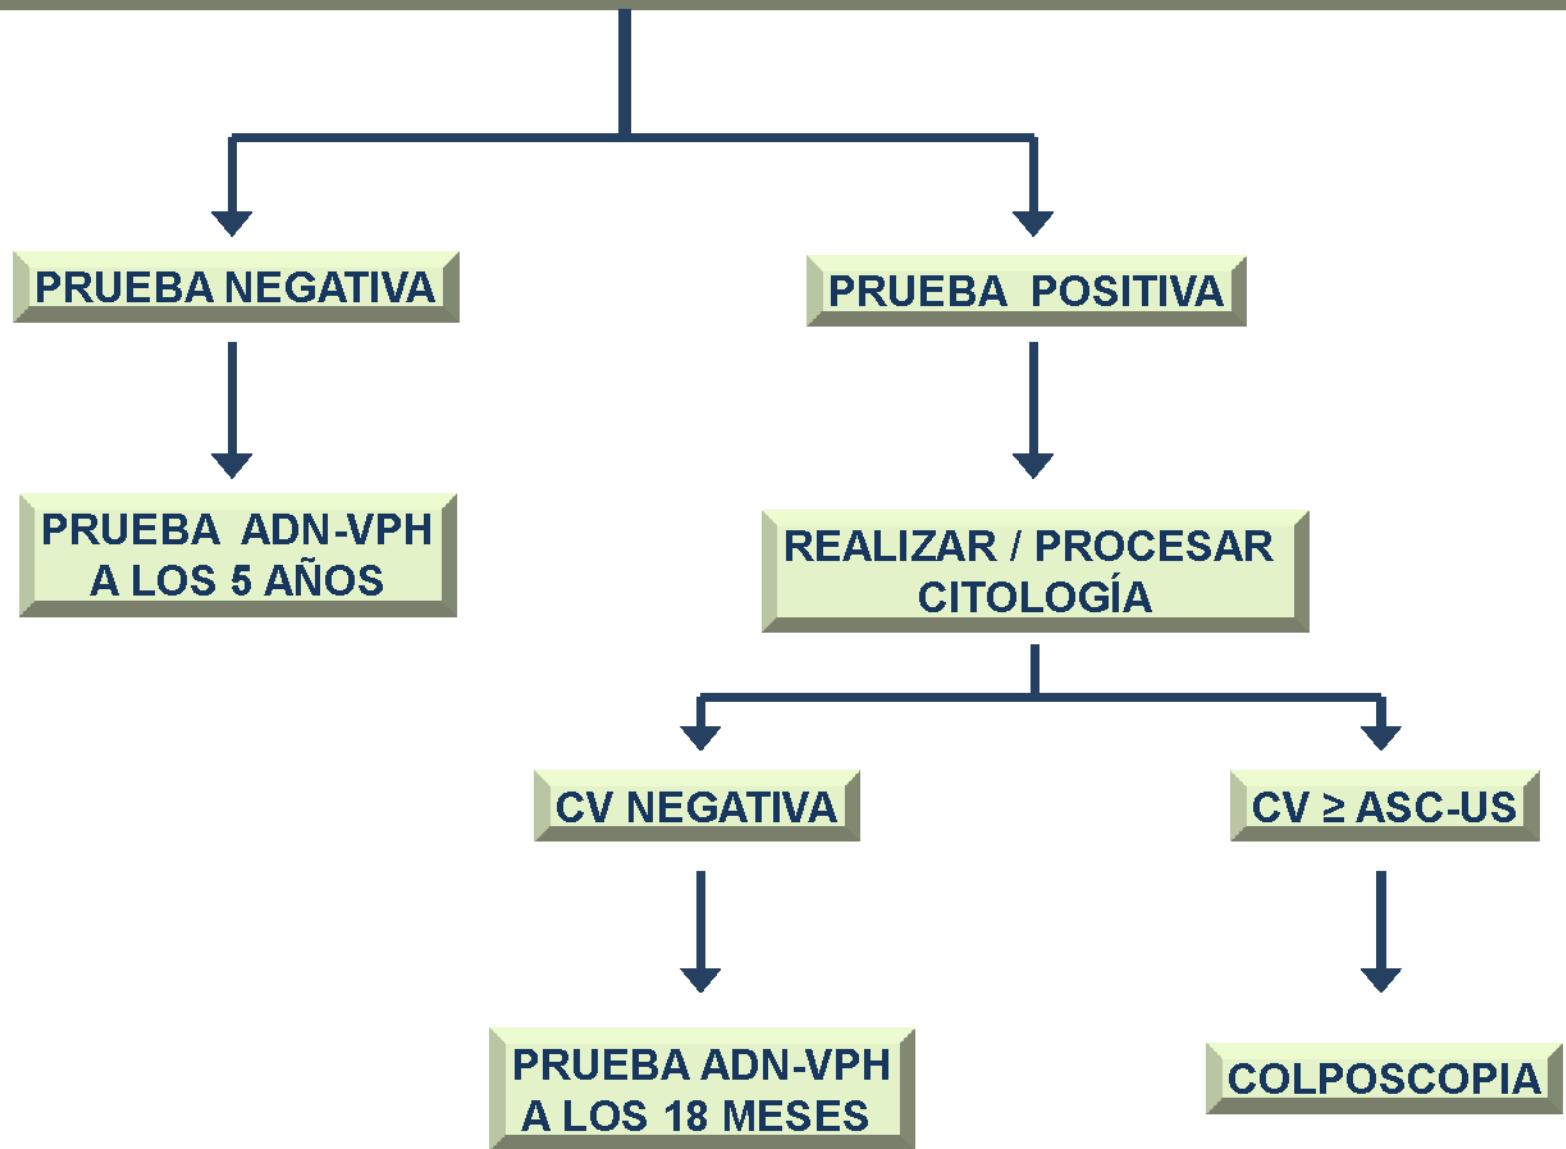 PRUEBA NEGATIVA
PRUEBA POSITIVA
PRUEBA ADN-VPH
A LOS 5 AÑOS
REALIZAR / PROCESAR
CITOLOGÍA
CV NEGATIVA
CV ≥ ASC-US
PRUEBA ADN-VPH
A LOS 18 MESES
COLPOSCOPIA